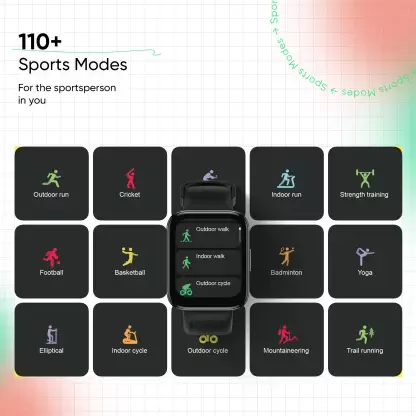 110+
Sports Modes
For the sportsperson
in you
Sports Modes → Sports Modes → Spor
Outdoor run
Cricket
Indoor run
Strength training
Outdoor walk
Indoor walk
Outdoor cycle
Football
Basketball
Badminton
Yoga
Elliptical
Indoor cycle
Outdoor cycle
Mountaineering
Trail running